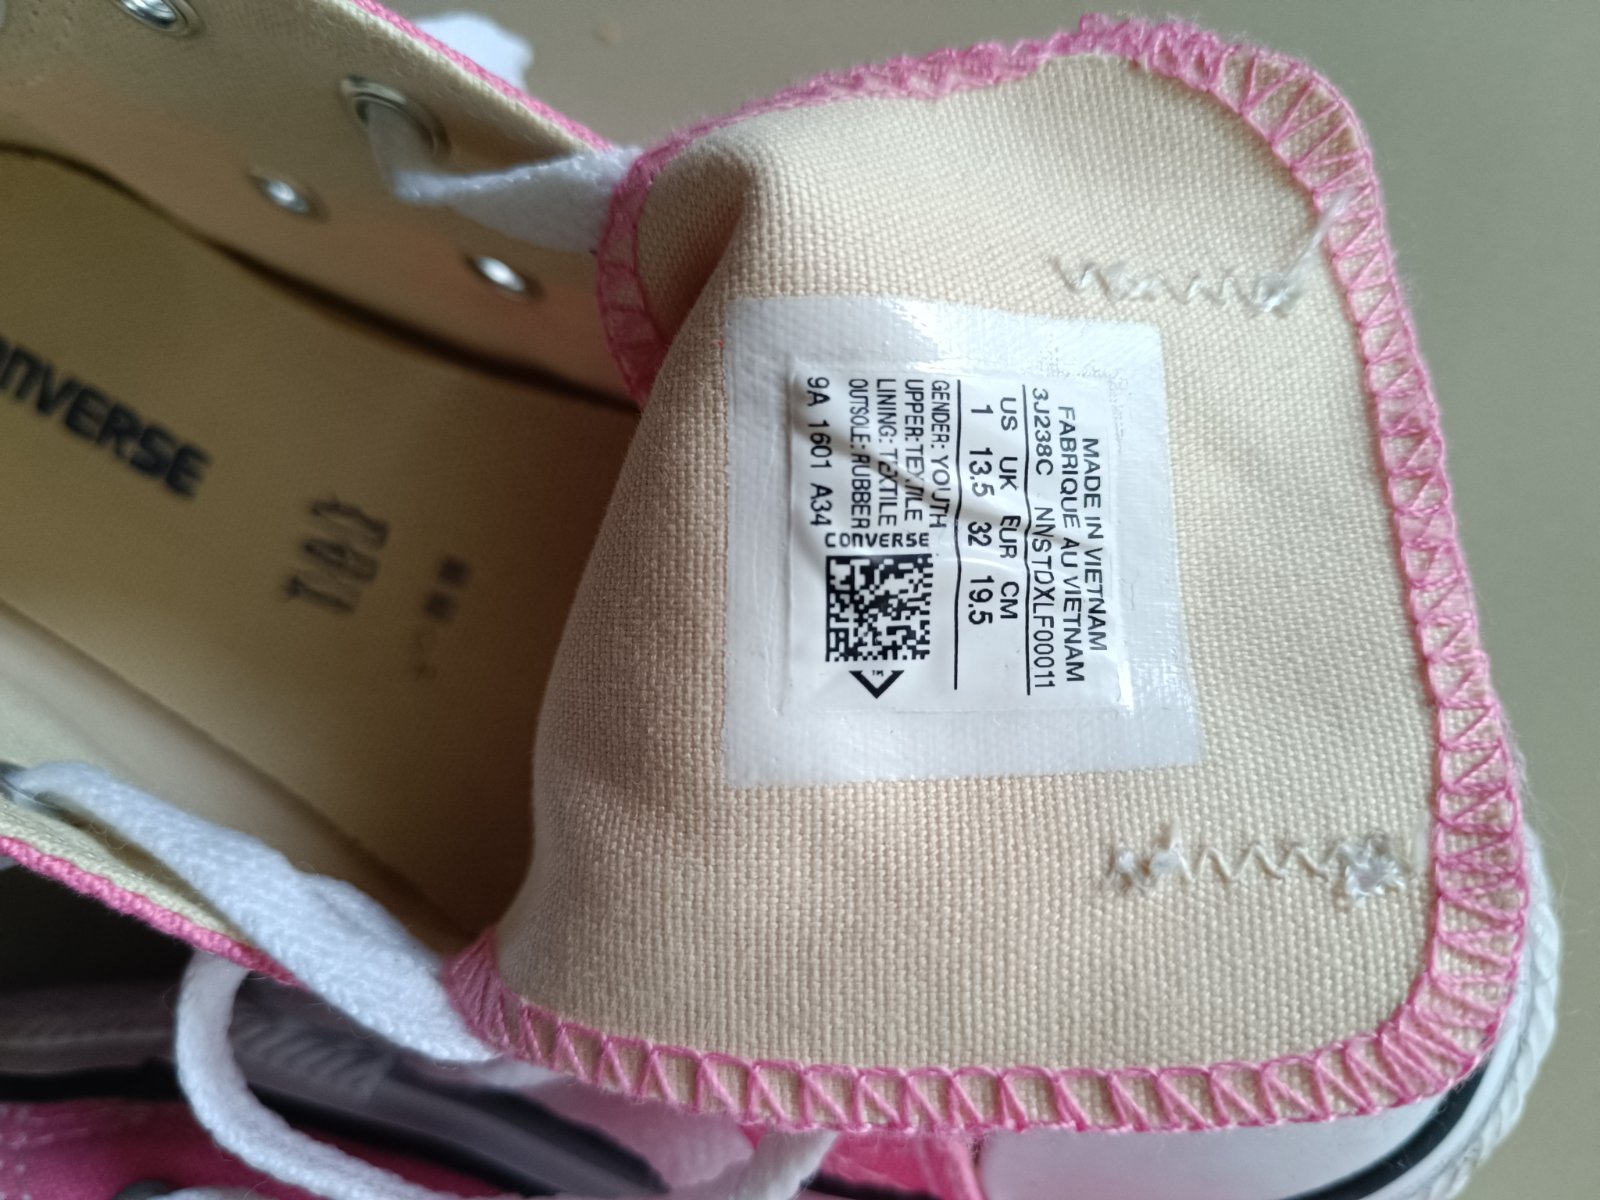 MADE IN VIETNAM
FABRIQUE AU VIETNAM
3J238C NNSTDXLF00011
US UK EUR CM
1 13.5 32 19.5
GENDER: YOUTH
UPPER: TEXTILE
LINING: TEXTILE
OUTSOLE: RUBBER
9A 1601 A34
CONVERSE
CONVERSE